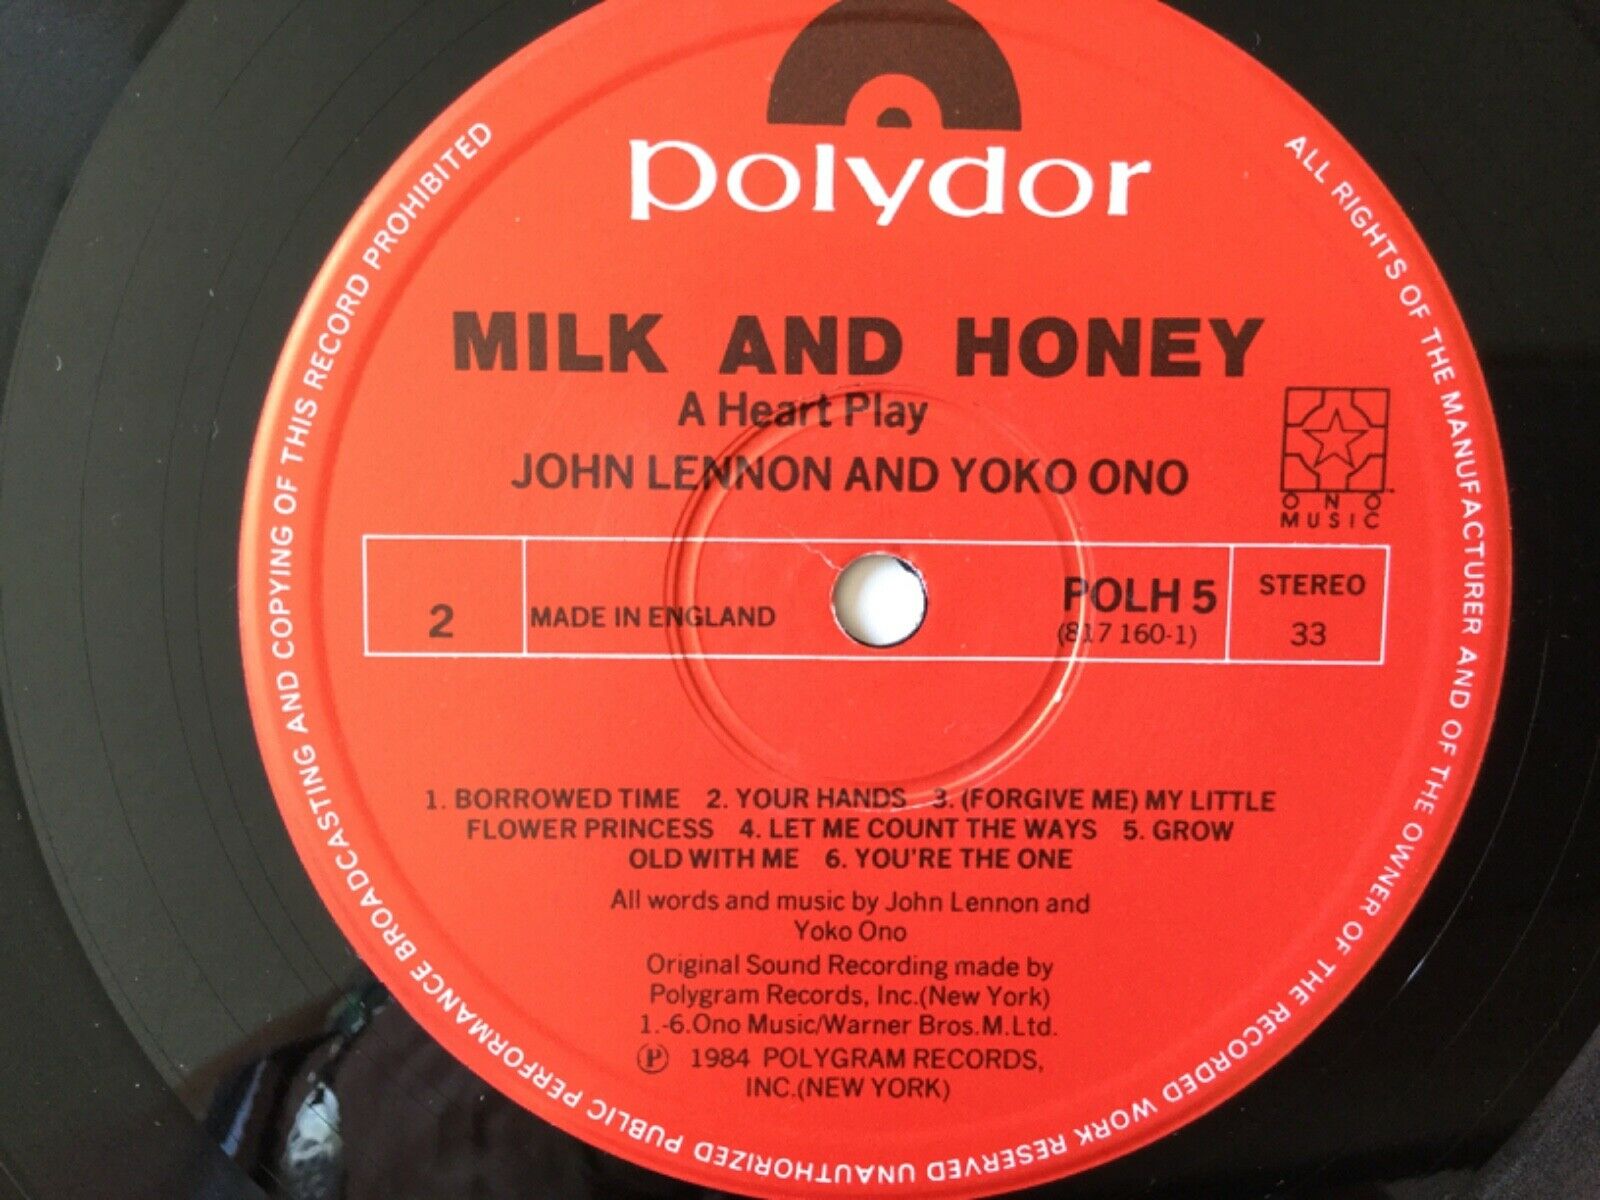 polydor
MILK AND HONEY
A Heart Play
JOHN LENNON AND YOKO ONO
ONO
MUSIC
2
MADE IN ENGLAND
POLH 5
(817 160-1)
STEREO
33
1. BORROWED TIME 2. YOUR HANDS 3. (FORGIVE ME) MY LITTLE
FLOWER PRINCESS 4. LET ME COUNT THE WAYS 5. GROW
OLD WITH ME 6. YOU'RE THE ONE
All words and music by John Lennon and
Yoko Ono
Original Sound Recording made by
Polygram Records, Inc.(New York)
1.-6.Ono Music/Warner Bros.M.Ltd.
Ⓟ 1984 POLYGRAM RECORDS,
INC.(NEW YORK)
ALL RIGHTS OF THE MANUFACTURER AND OF THE OWNER OF THE RECORDED WORK RESERVED UNAUTHORIZED PUBLIC PERFORMANCE BROADCASTING AND COPYING OF THIS RECORD PROHIBITED